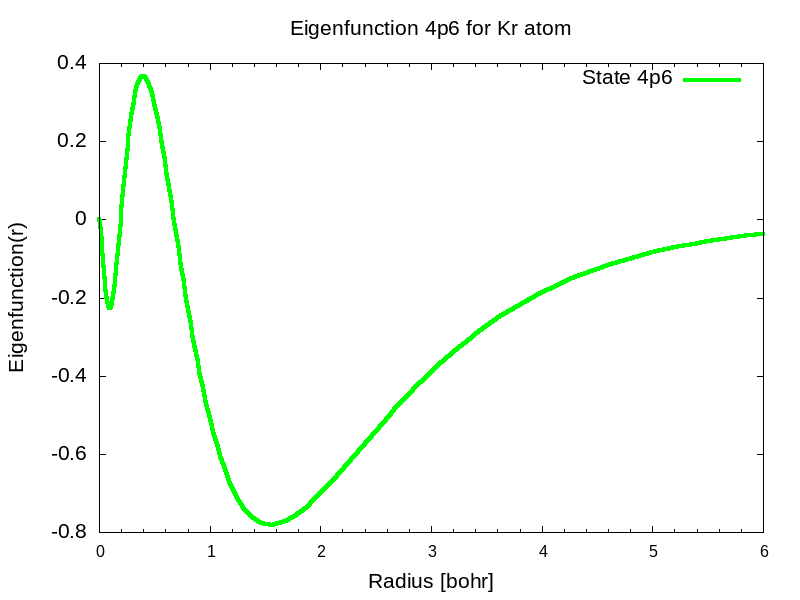 Eigenfunction 4p6 for Kr atom
State 4p6
0.4
0.2
0
-0.2
-0.4
-0.6
-0.8
Eigenfunction(r)
0 1 2 3 4 5 6
Radius [bohr]